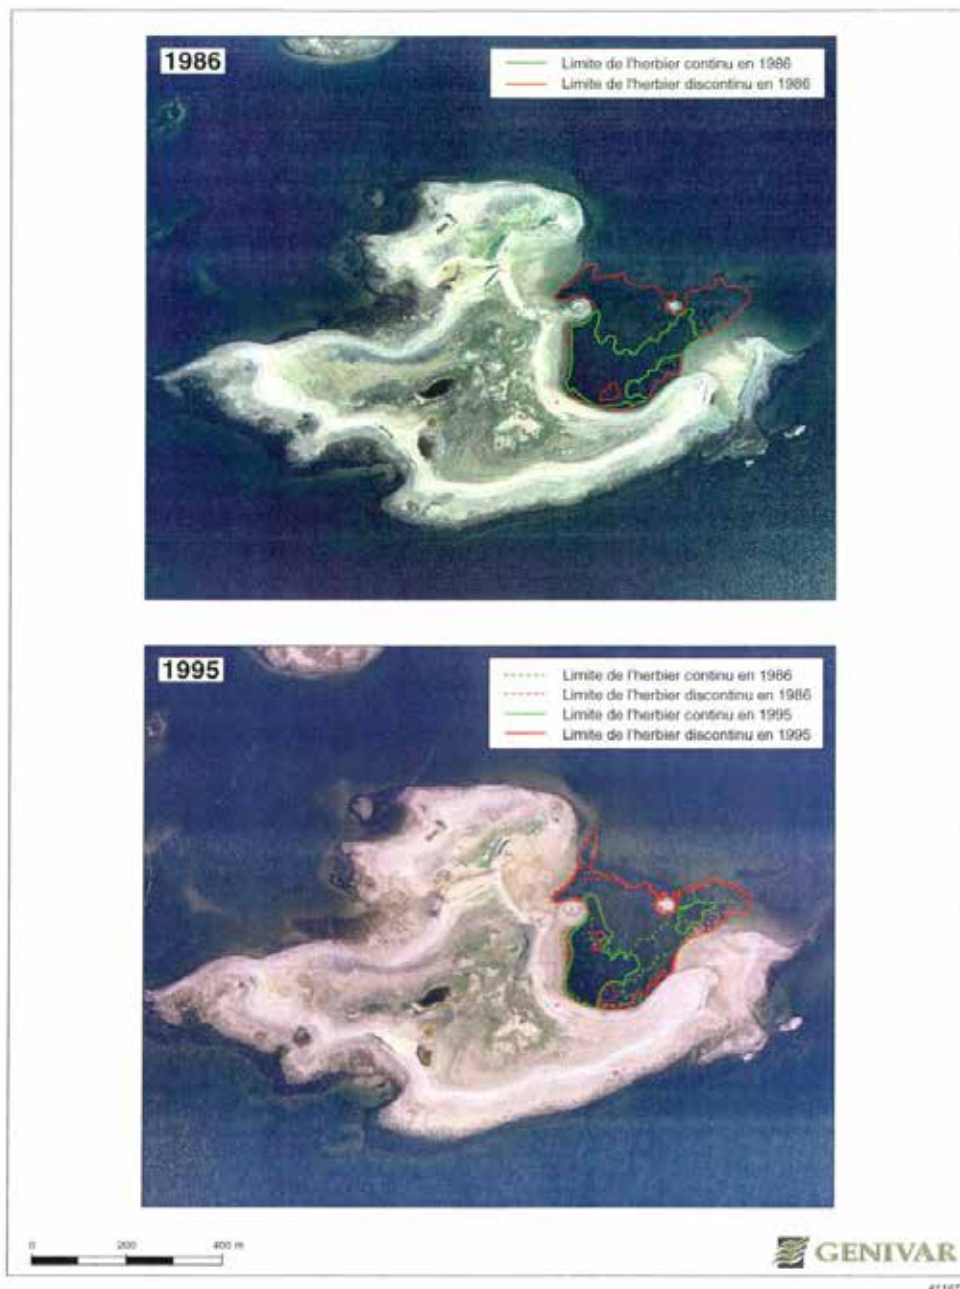 1986
Limite de l'herbier continu en 1986
Limite de l'herbier discontinu en 1986
1995
Limite de l'herbier continu en 1986
Limite de l'herbier discontinu en 1986
Limite de l'herbier continu en 1995
Limite de l'herbier discontinu en 1995
0 200 400 m
GENIVAR